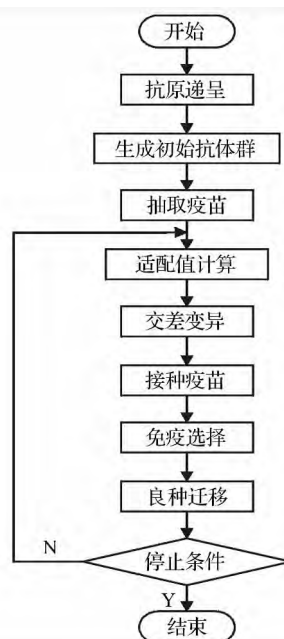 开始
抗原递呈
生成初始抗体群
抽取疫苗
适配值计算
交差变异
接种疫苗
免疫选择
良种迁移
停止条件
N
Y
结束